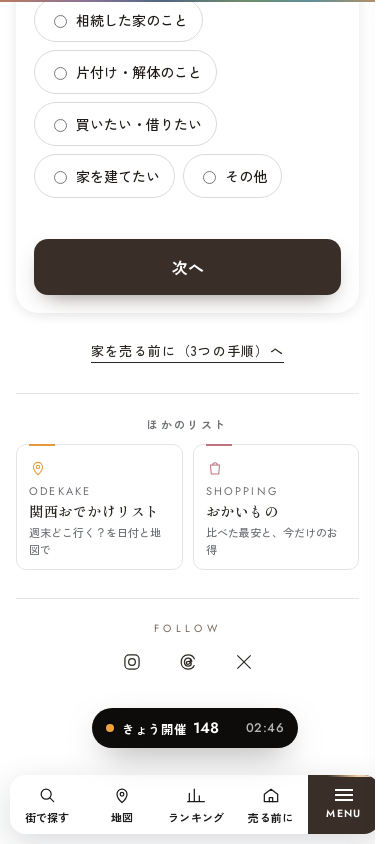 相続した家のこと
片付け・解体のこと
買いたい・借りたい
家を建てたい
その他
次へ
家を売る前に（3つの手順）へ
ほかのリスト
ODEKAKE
関西おでかけリスト
週末どこ行く？を日付と地
図で
SHOPPING
おかいもの
比べた最安と、今だけのお
得
FOLLOW
きょう開催 148 02:46
街で探す
地図
ランキング
売る前に
MENU